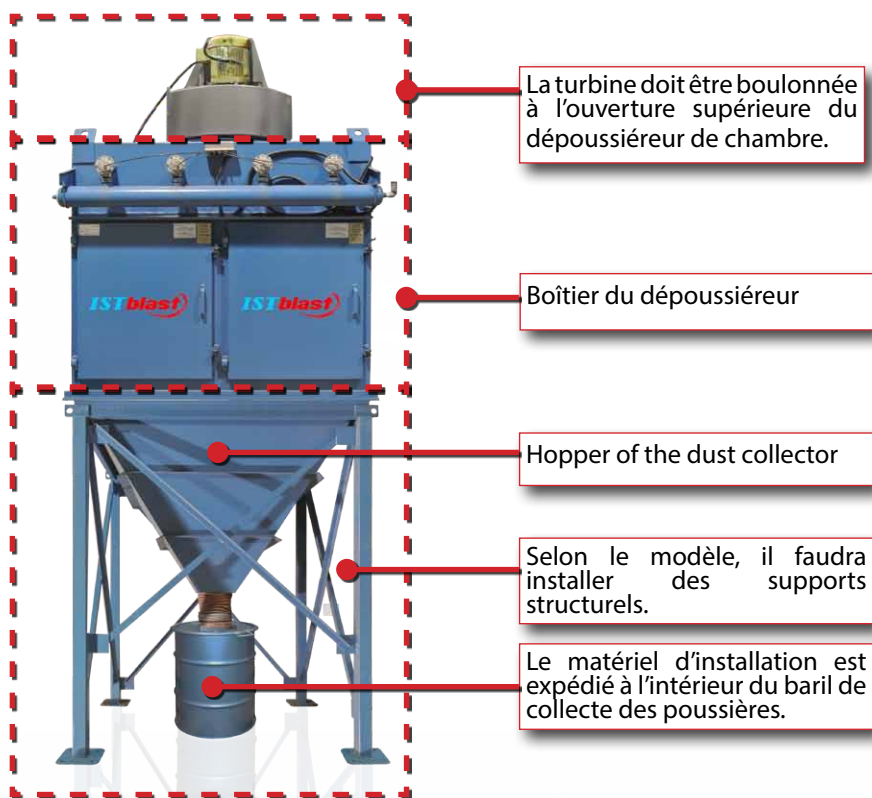 La turbine doit être boulonnée
à l'ouverture supérieure du
dépoussiéreur de chambre.
ISTblast
ISTblast
Boîtier du dépoussiéreur
Hopper of the dust collector
Selon le modèle, il faudra
installer des supports
structurels.
Le matériel d'installation est
expédié à l'intérieur du baril de
collecte des poussières.